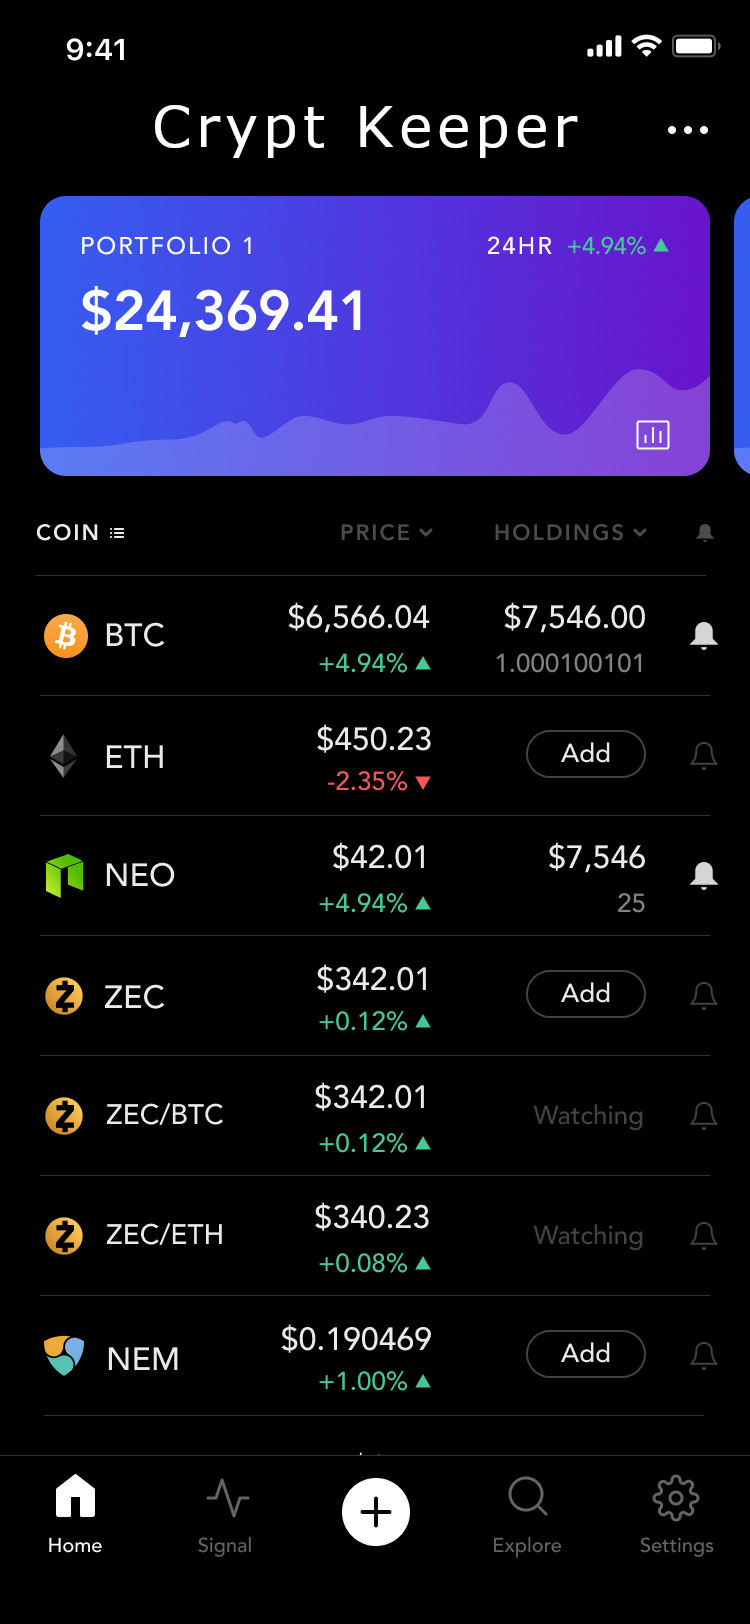 9:41
Crypt Keeper
PORTFOLIO 1 24HR +4.94%
$24,369.41
COIN PRICE HOLDINGS
BTC $6,566.04 $7,546.00
+4.94% 1.000100101
ETH $450.23 Add
-2.35%
NEO $42.01 $7,546
+4.94% 25
ZEC $342.01 Add
+0.12%
ZEC/BTC $342.01 Watching
+0.12%
ZEC/ETH $340.23 Watching
+0.08%
NEM $0.190469 Add
+1.00%
Home Signal Explore Settings